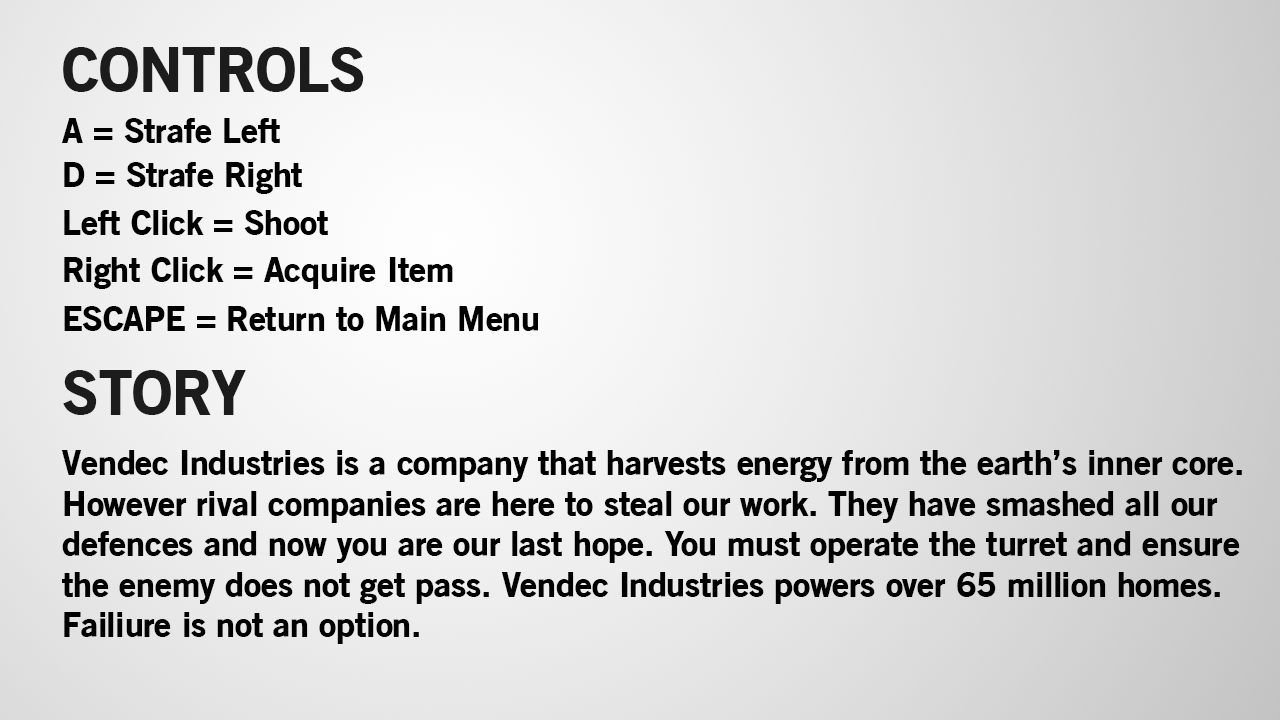 CONTROLS
A = Strafe Left
D = Strafe Right
Left Click = Shoot
Right Click = Acquire Item
ESCAPE = Return to Main Menu
STORY
Vendec Industries is a company that harvests energy from the earth’s inner core.
However rival companies are here to steal our work. They have smashed all our
defences and now you are our last hope. You must operate the turret and ensure
the enemy does not get pass. Vendec Industries powers over 65 million homes.
Failiure is not an option.